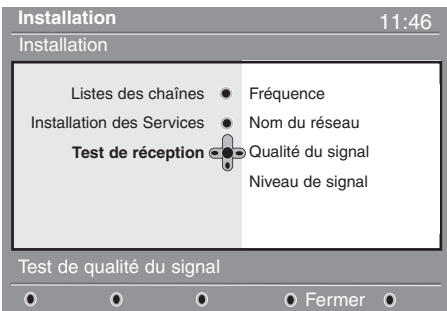 Installation 11:46
Installation
Listes des chaînes Fréquence
Installation des Services Nom du réseau
Test de réception Qualité du signal
Niveau de signal
Test de qualité du signal
Fermer